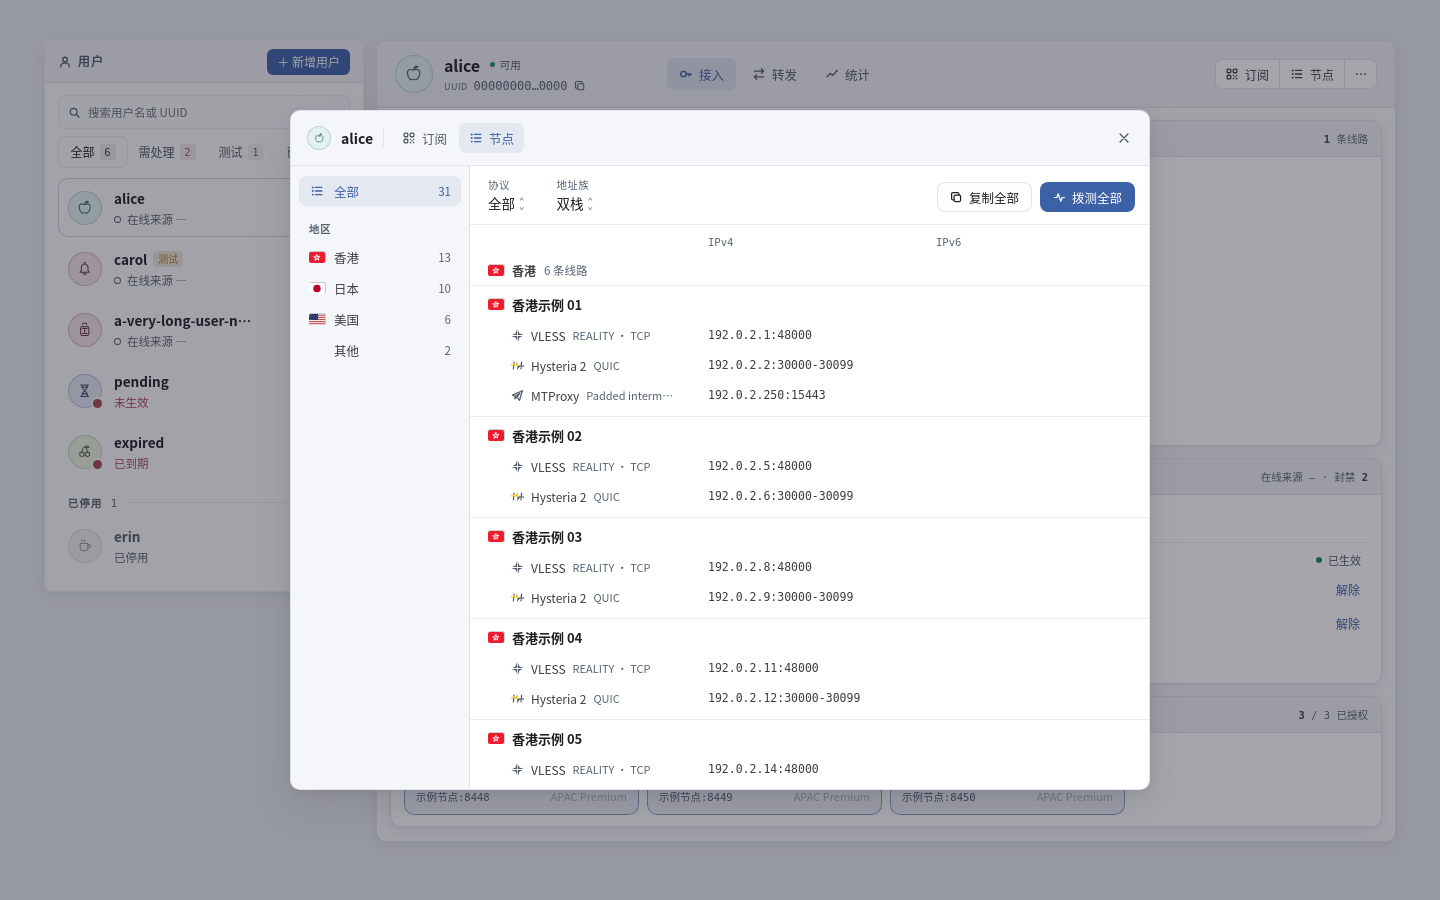 用户
新增用户
搜索用户名或 UUID
全部 6
需处理 2
测试 1
alice
在线来源 —
carol 测试
在线来源 —
a-very-long-user-n…
在线来源 —
pending
未生效
expired
已到期
已停用 1
erin
已停用
alice 可用
UUID 00000000…0000
接入
转发
统计
订阅
节点
…
1 条线路
在线来源 — · 封禁 2
已生效
解除
解除
3 / 3 已授权
示例节点:8448 APAC Premium
示例节点:8449 APAC Premium
示例节点:8450 APAC Premium
alice
订阅
节点
全部 31
地区
香港 13
日本 10
美国 6
其他 2
协议
全部
地址族
双栈
复制全部
拨测全部
IPv4 IPv6
香港 6 条线路
香港示例 01
VLESS REALITY · TCP 192.0.2.1:48000
Hysteria 2 QUIC 192.0.2.2:30000-30099
MTProxy Padded interm… 192.0.2.250:15443
香港示例 02
VLESS REALITY · TCP 192.0.2.5:48000
Hysteria 2 QUIC 192.0.2.6:30000-30099
香港示例 03
VLESS REALITY · TCP 192.0.2.8:48000
Hysteria 2 QUIC 192.0.2.9:30000-30099
香港示例 04
VLESS REALITY · TCP 192.0.2.11:48000
Hysteria 2 QUIC 192.0.2.12:30000-30099
香港示例 05
VLESS REALITY · TCP 192.0.2.14:48000